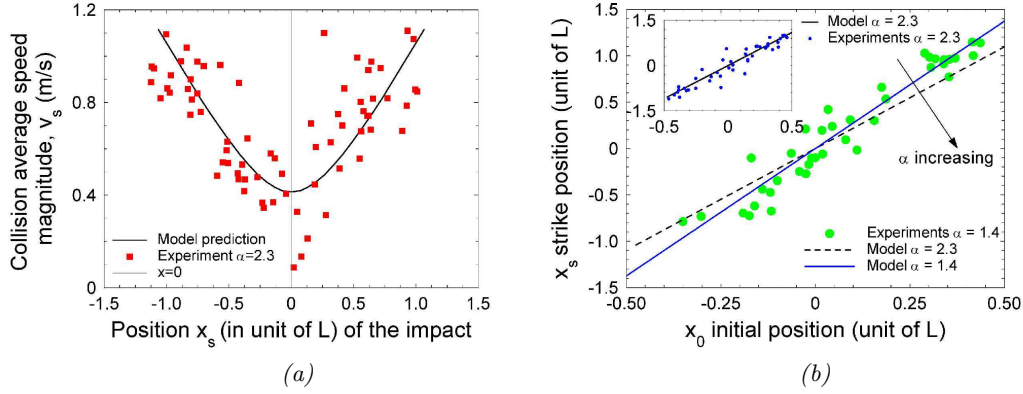 1.2
0.8
0.4
0
-1.5
-1.0
-0.5
0
0.5
1.0
1.5
Collision average speed
magnitude, v_s (m/s)
Model prediction
Experiment α=2.3
x=0
Position x_s (in unit of L) of the impact
(a)
1.5
1.0
0.5
0
-0.5
-1.0
-1.5
-0.50
-0.25
0
0.25
0.50
x_s strike position (unit of L)
1.5
0
1.5
-0.5
0
0.5
Model α = 2.3
Experiments α = 2.3
α increasing
Experiments α = 1.4
Model α = 2.3
Model α = 1.4
x_0 initial position (unit of L)
(b)